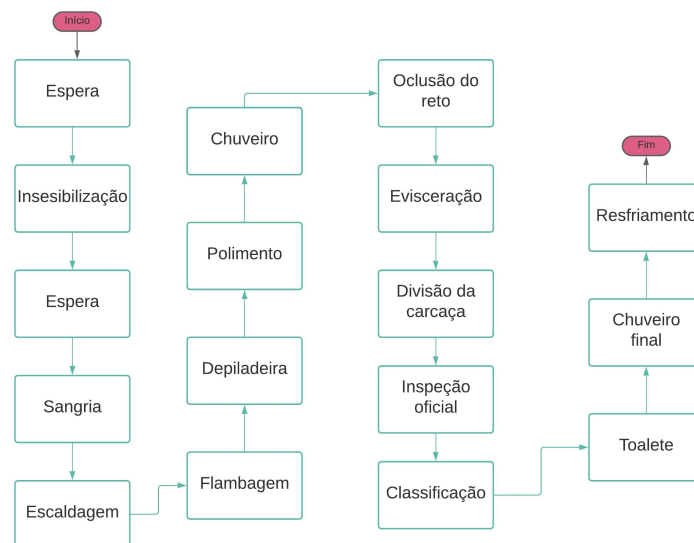 Início
Espera
Insesibilização
Espera
Sangria
Escaldagem
Flambagem
Depiladeira
Polimento
Chuveiro
Oclusão do
reto
Evisceração
Divisão da
carcaça
Inspeção
oficial
Classificação
Toalete
Chuveiro
final
Resfriamento
Fim